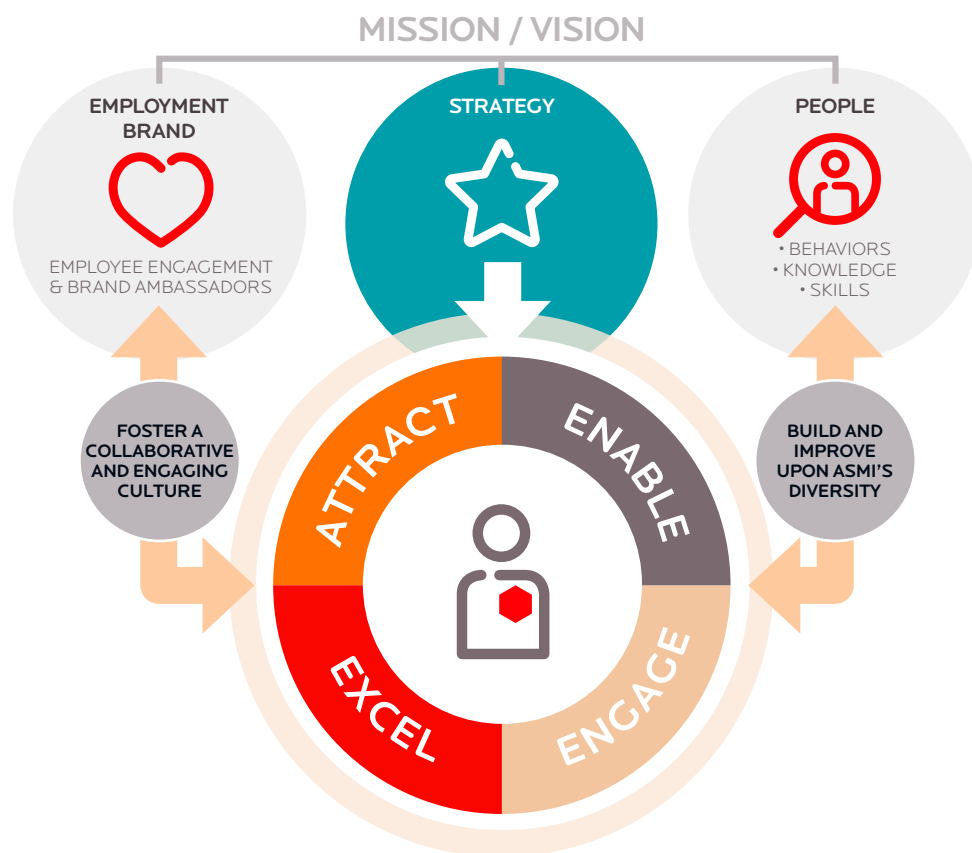 MISSION / VISION
EMPLOYMENT
BRAND
EMPLOYEE ENGAGEMENT
& BRAND AMBASSADORS
STRATEGY
PEOPLE
• BEHAVIORS
• KNOWLEDGE
• SKILLS
FOSTER A
COLLABORATIVE
AND ENGAGING
CULTURE
BUILD AND
IMPROVE
UPON ASMI'S
DIVERSITY
ATTRACT
ENABLE
ENGAGE
EXCEL